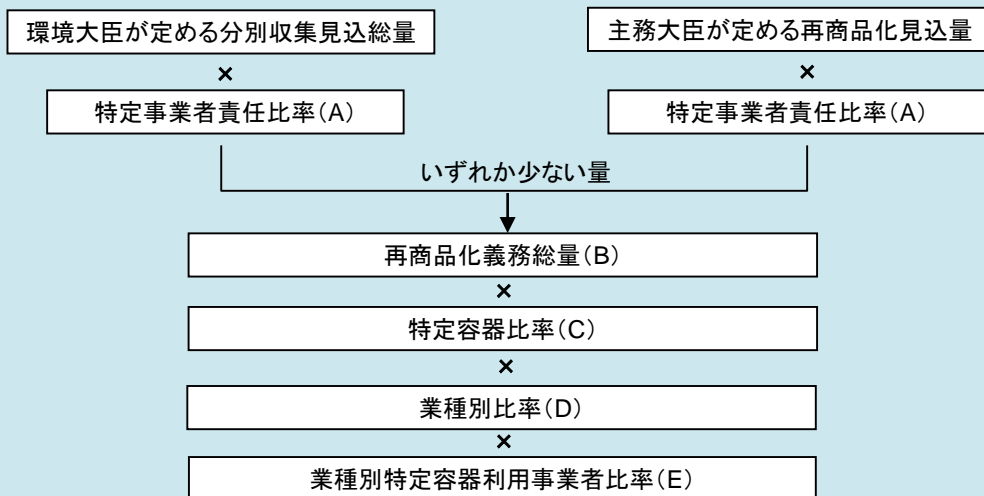 環境大臣が定める分別収集見込総量
主務大臣が定める再商品化見込量
×
×
特定事業者責任比率(A)
特定事業者責任比率(A)
いずれか少ない量
再商品化義務総量(B)
×
特定容器比率(C)
×
業種別比率(D)
×
業種別特定容器利用事業者比率(E)